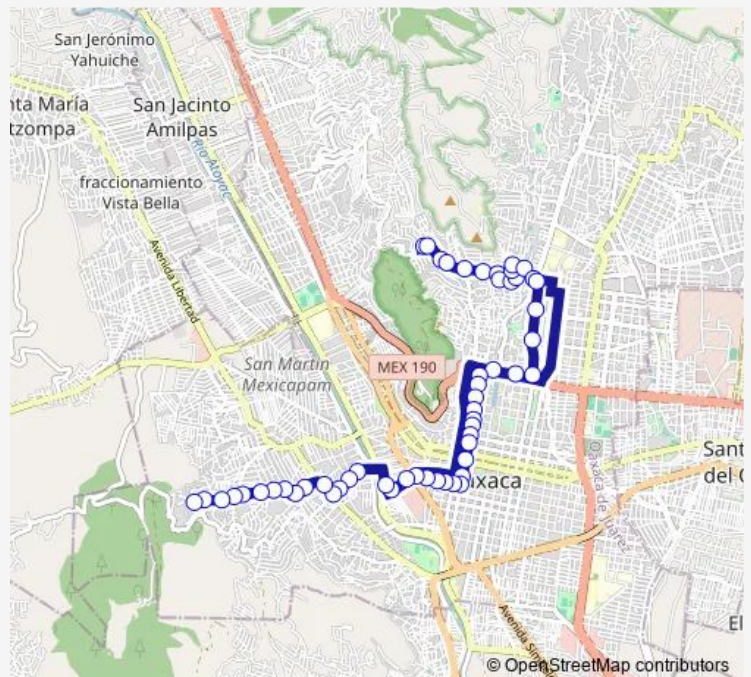 San Jerónimo
Yahuiche
nta María
tzompa
San Jacinto
Amilpas
Río Atoyac
fraccionamiento
Vista Bella
Avenida Libertad
San Martín
Mexicapam
MEX 190
axaca
Sant
del
Oaxaca de Juárez
Avenida Sim
El
© OpenStreetMap contributors